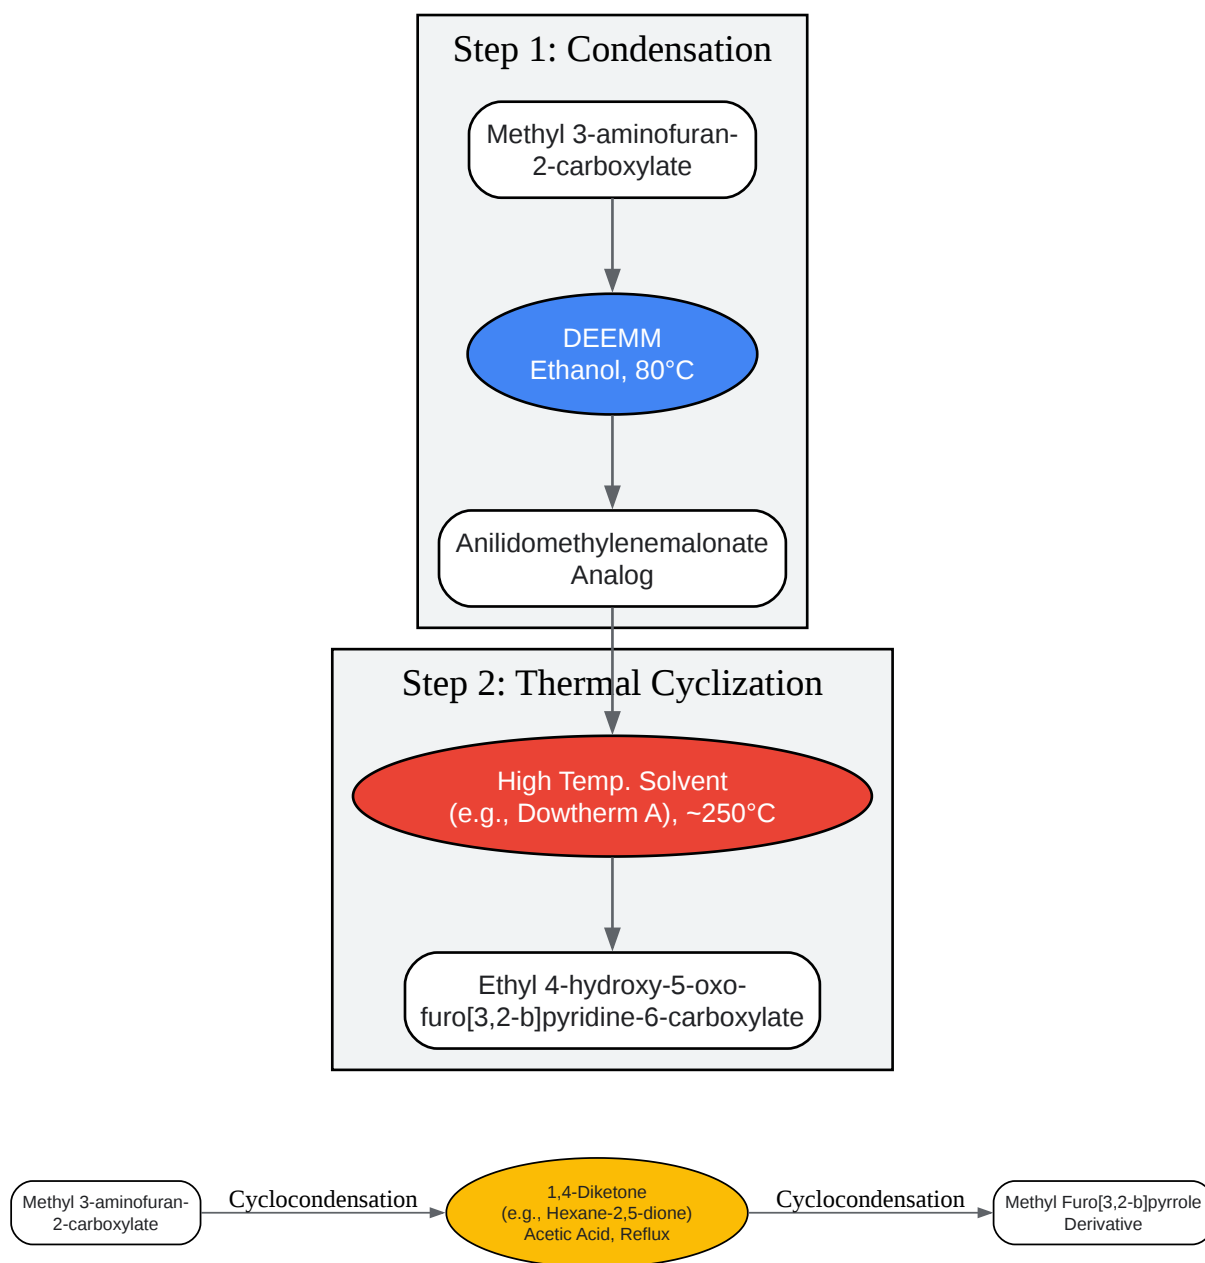 Step 1: Condensation
Methyl 3-aminofuran-
2-carboxylate
DEEMM
Ethanol, 80°C
Anilidomethylenemalonate
Analog
Step 2: Thermal Cyclization
High Temp. Solvent
(e.g., Dowtherm A), ~250°C
Ethyl 4-hydroxy-5-oxo-
furo[3,2-b]pyridine-6-carboxylate
Methyl 3-aminofuran-
2-carboxylate
Cyclocondensation
1,4-Diketone
(e.g., Hexane-2,5-dione)
Acetic Acid, Reflux
Cyclocondensation
Methyl Furo[3,2-b]pyrrole
Derivative